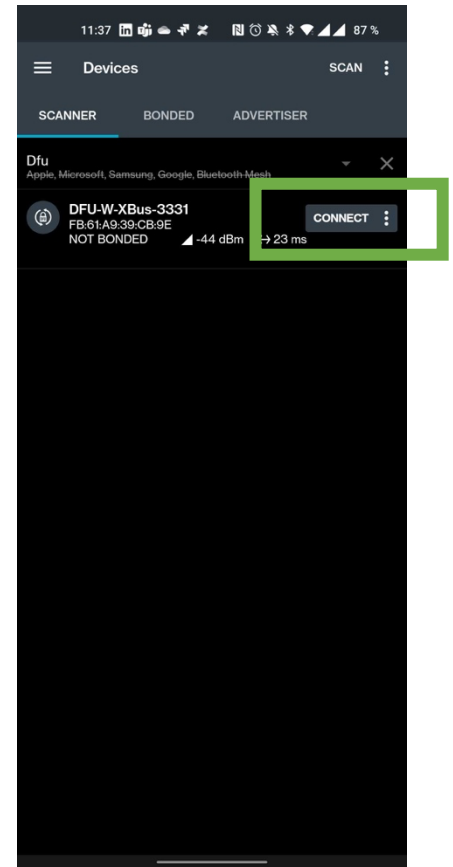 11:37 87 %
Devices SCAN
SCANNER BONDED ADVERTISER
Dfu
Apple, Microsoft, Samsung, Google, Bluetooth Mesh
DFU-W-XBus-3331
CONNECT
FB:61:A9:39:CB:9E
NOT BONDED -44 dBm 23 ms